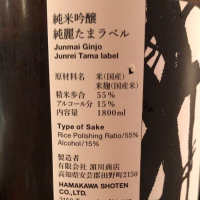 純米吟醸
純麗たまラベル
Junmai Ginjo
Junrei Tama label
原材料名 米(国産)
米麹(国産米)
精米歩合 55%
アルコール分 15%
内容量 1800ml
Type of Sake
Rice Polishing Ratio/55%
Alcohol/15%
製造者
有限会社 濵川商店
高知県安芸郡田野町2150
HAMAKAWA SHOTEN
CO.,LTD.